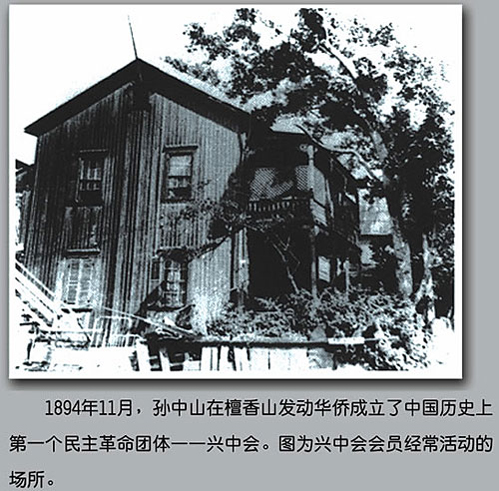 1894年11月，孙中山在檀香山发动华侨成立了中国历史上
第一个民主革命团体一一兴中会。图为兴中会会员经常活动的
场所。